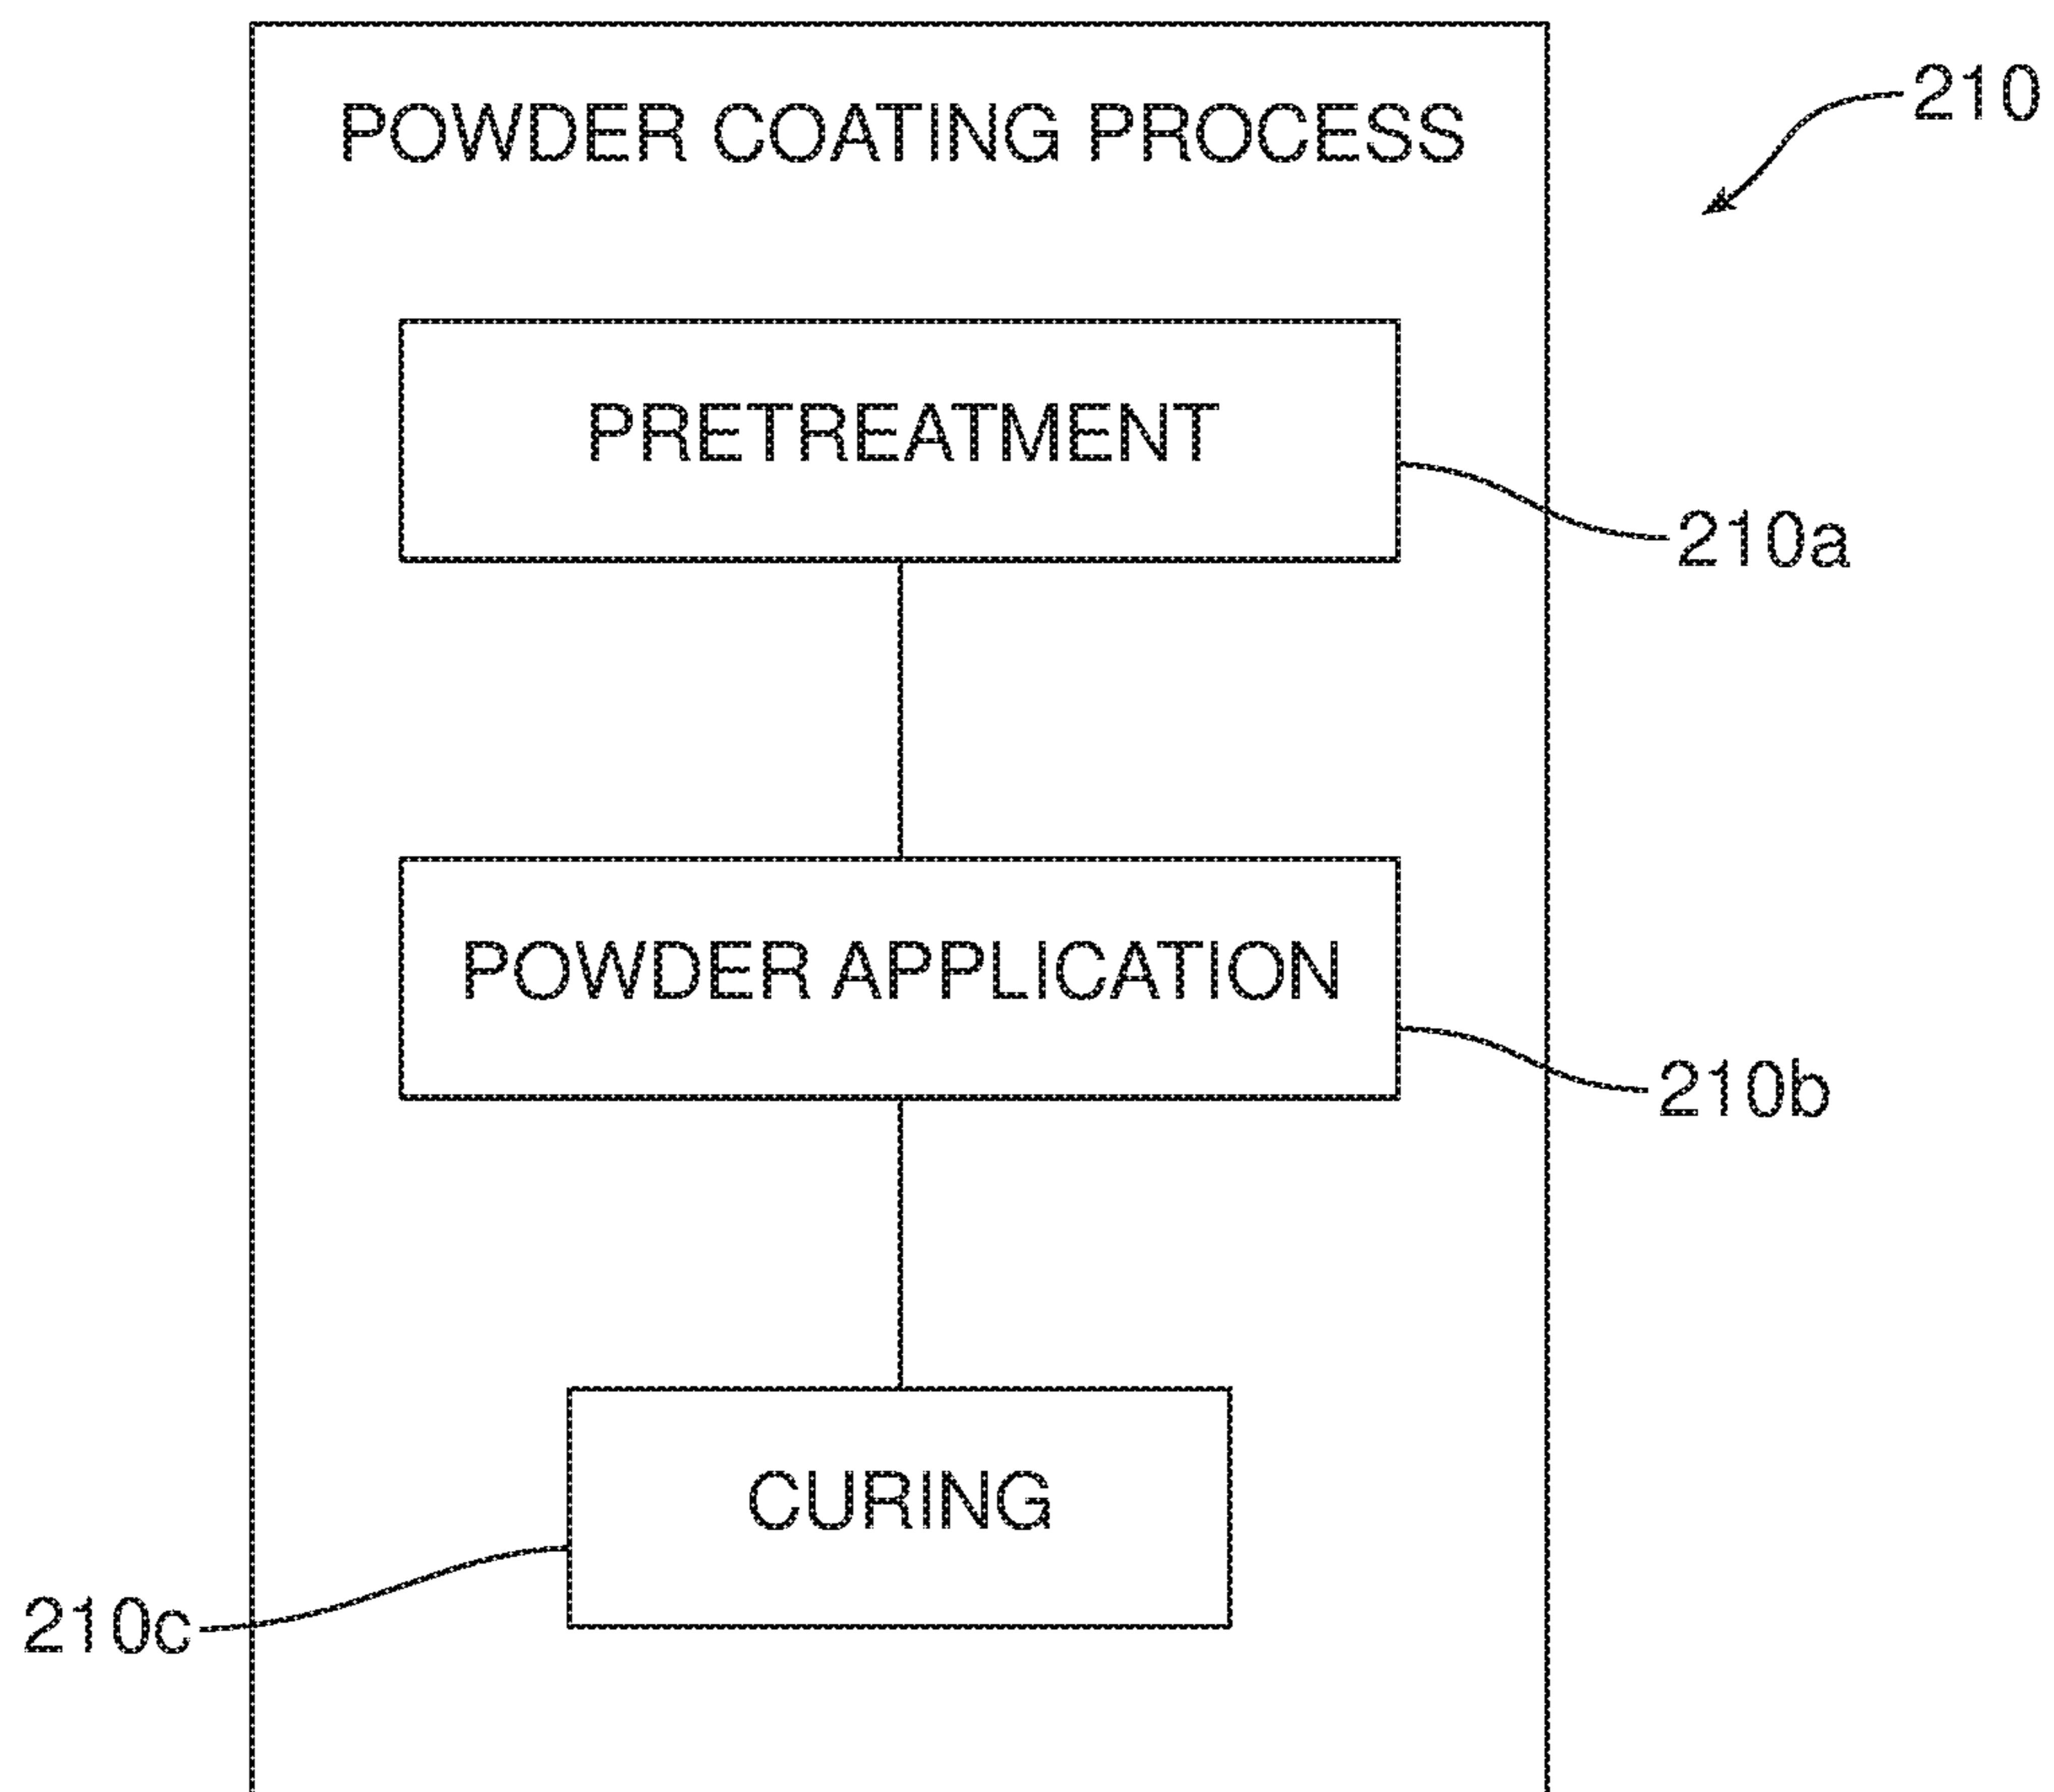 POWDER COATING PROCESS
210
PRETREATMENT
210a
POWDER APPLICATION
210b
CURING
210c